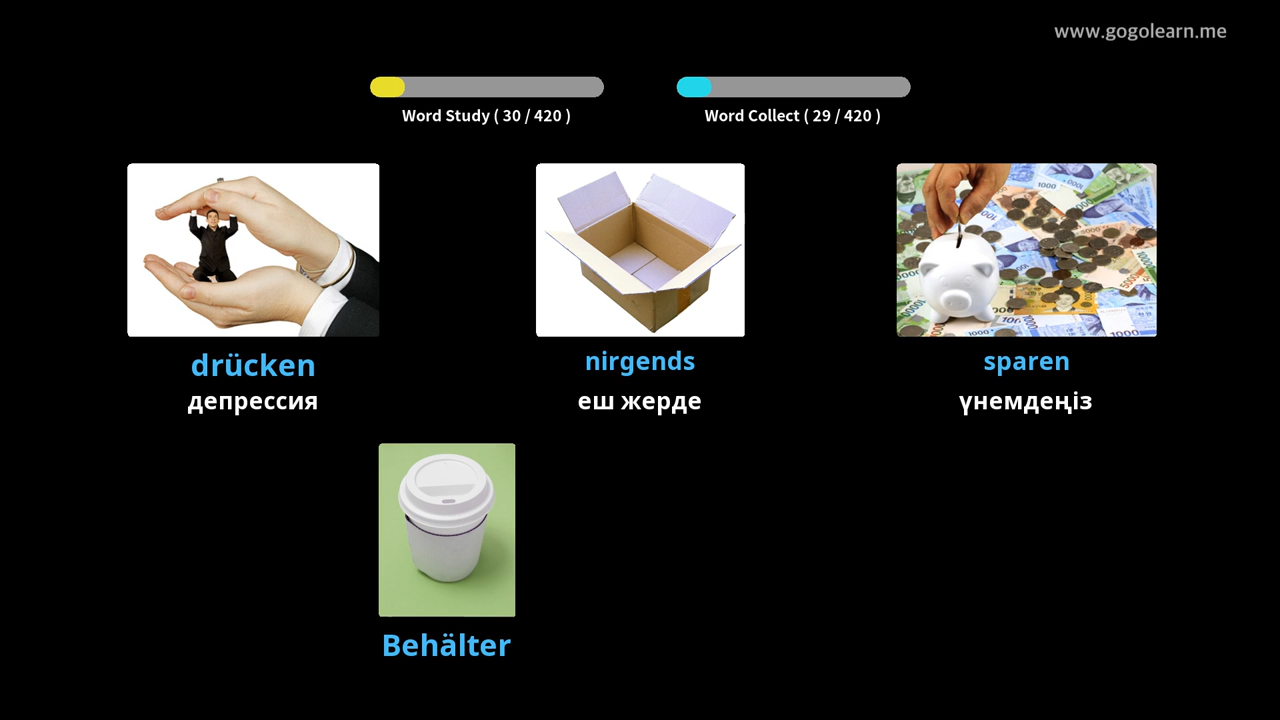 www.gogolearn.me
Word Study ( 30 / 420 )
Word Collect ( 29 / 420 )
drücken
депрессия
nirgends
еш жерде
sparen
үнемдеңіз
Behälter